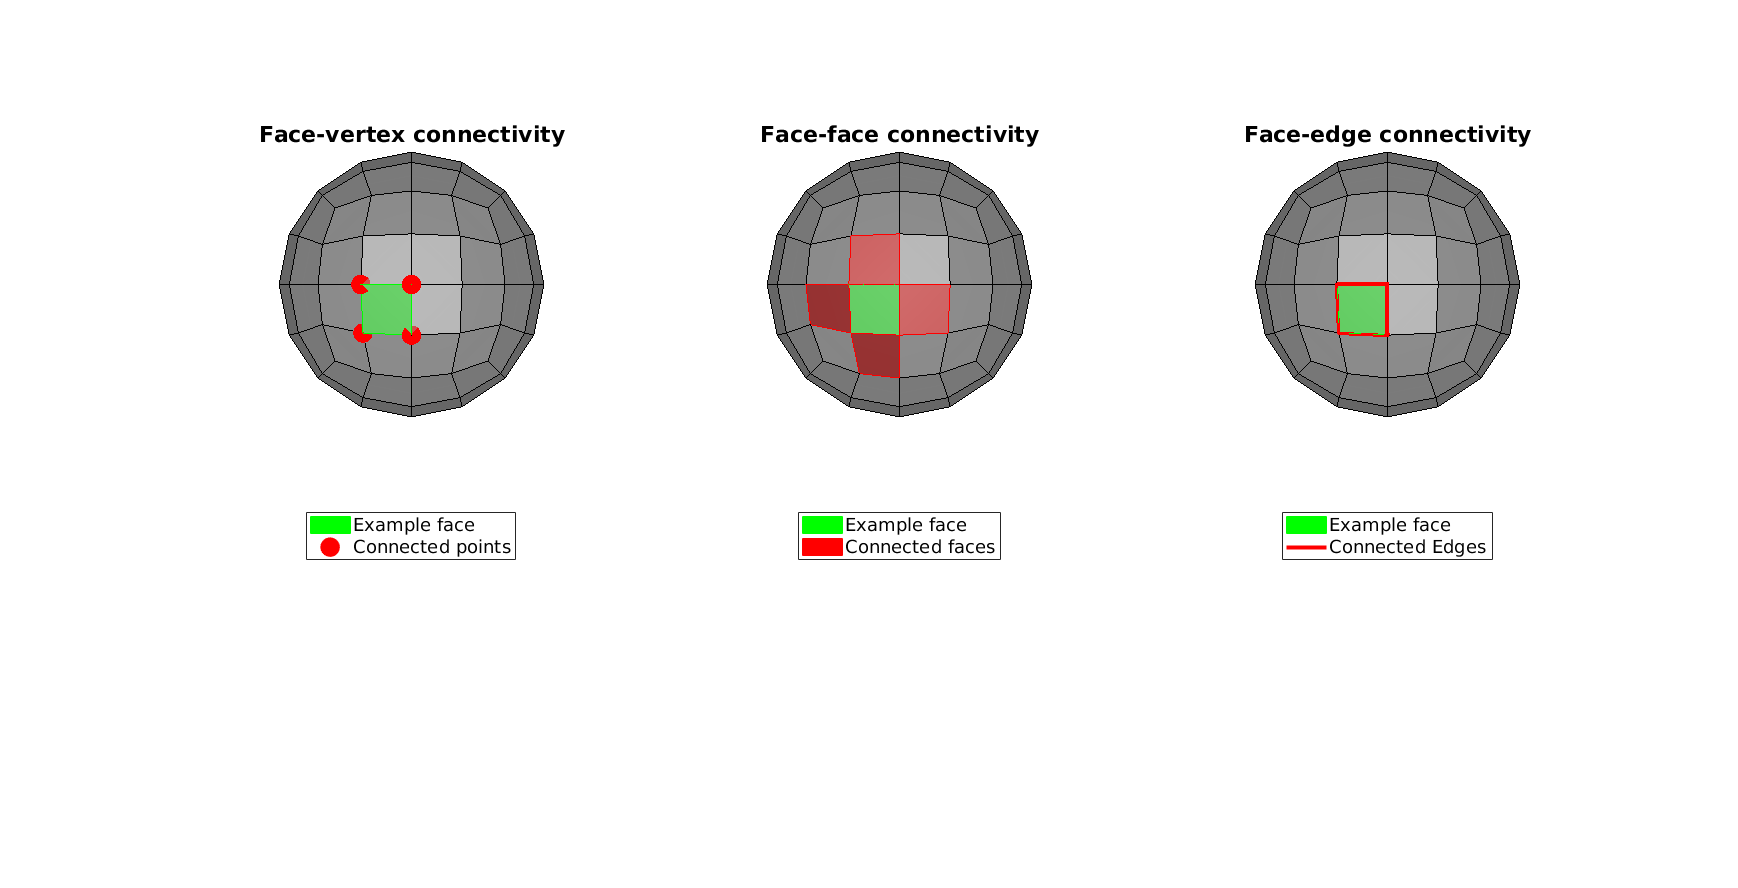 Face-vertex connectivity
Face-face connectivity
Face-edge connectivity
Example face
Connected points
Example face
Connected faces
Example face
Connected Edges